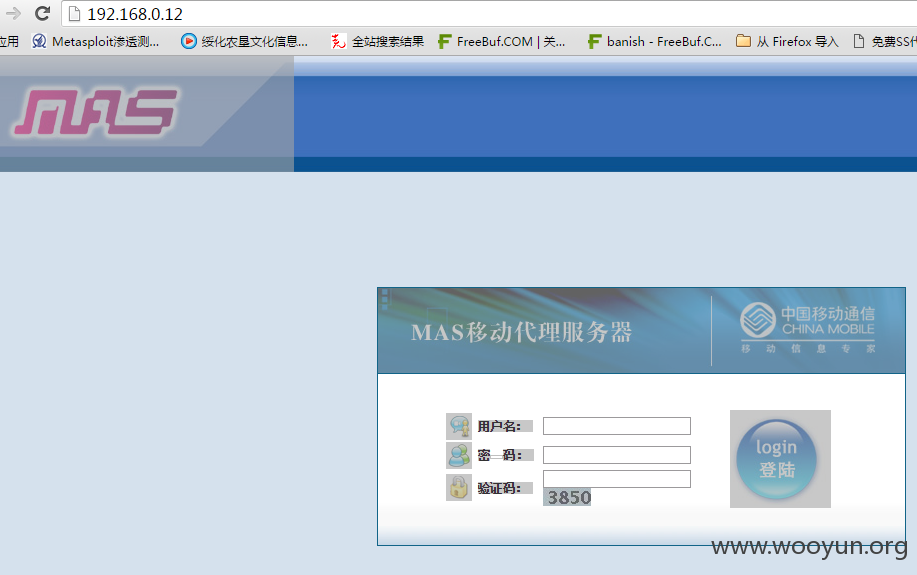 192.168.0.12
应用 Metasploit渗透测... 绥化农垦文化信息... 全站搜索结果 FreeBuf.COM | 关... banish - FreeBuf.C... 从 Firefox 导入 免费SS代
MAS
MAS移动代理服务器
中国移动通信
CHINA MOBILE
移动信息专家
用户名：
密 码：
验证码：
3850
login
登陆
www.wooyun.org